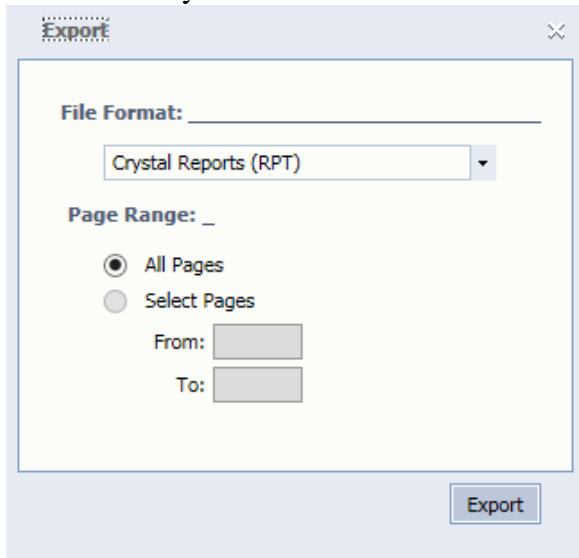 Export
File Format:
Crystal Reports (RPT)
Page Range: _
All Pages
Select Pages
From:
To:
Export